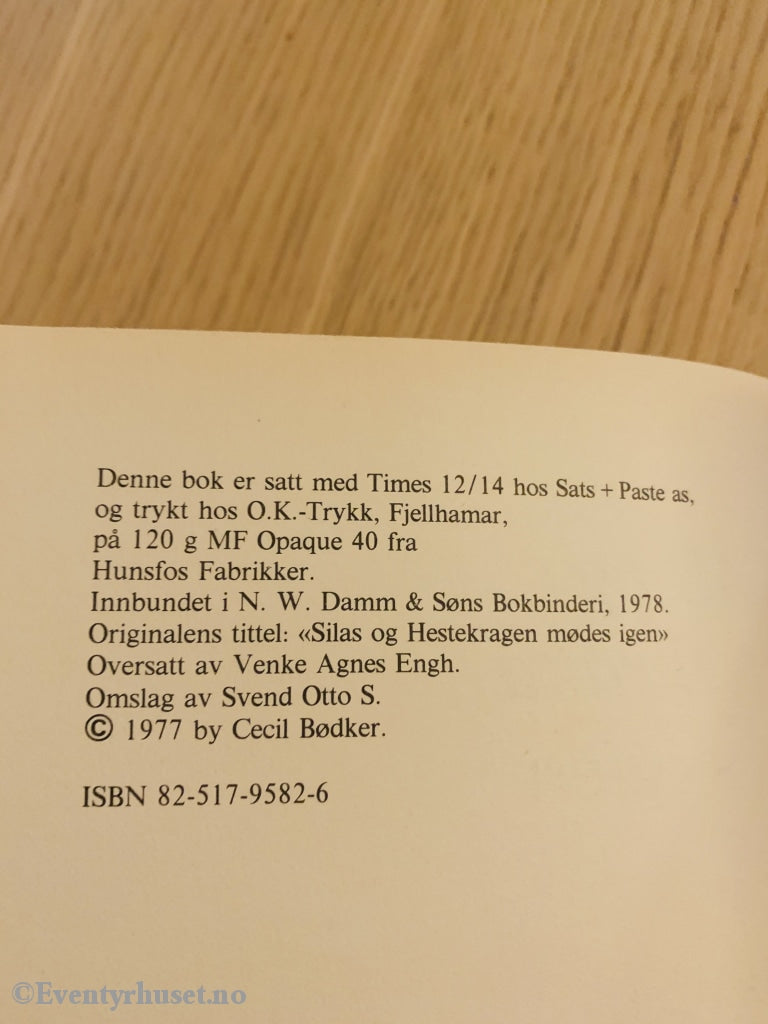 Denne bok er satt med Times 12/14 hos Sats + Paste as,
og trykt hos O.K.-Trykk, Fjellhamar,
på 120 g MF Opaque 40 fra
Hunsfos Fabrikker.
Innbundet i N. W. Damm & Søns Bokbinderi, 1978.
Originalens tittel: «Silas og Hestekragen mødes igen»
Oversatt av Venke Agnes Engh.
Omslag av Svend Otto S.
© 1977 by Cecil Bødker.
ISBN 82-517-9582-6
©Eventyrhuset.no